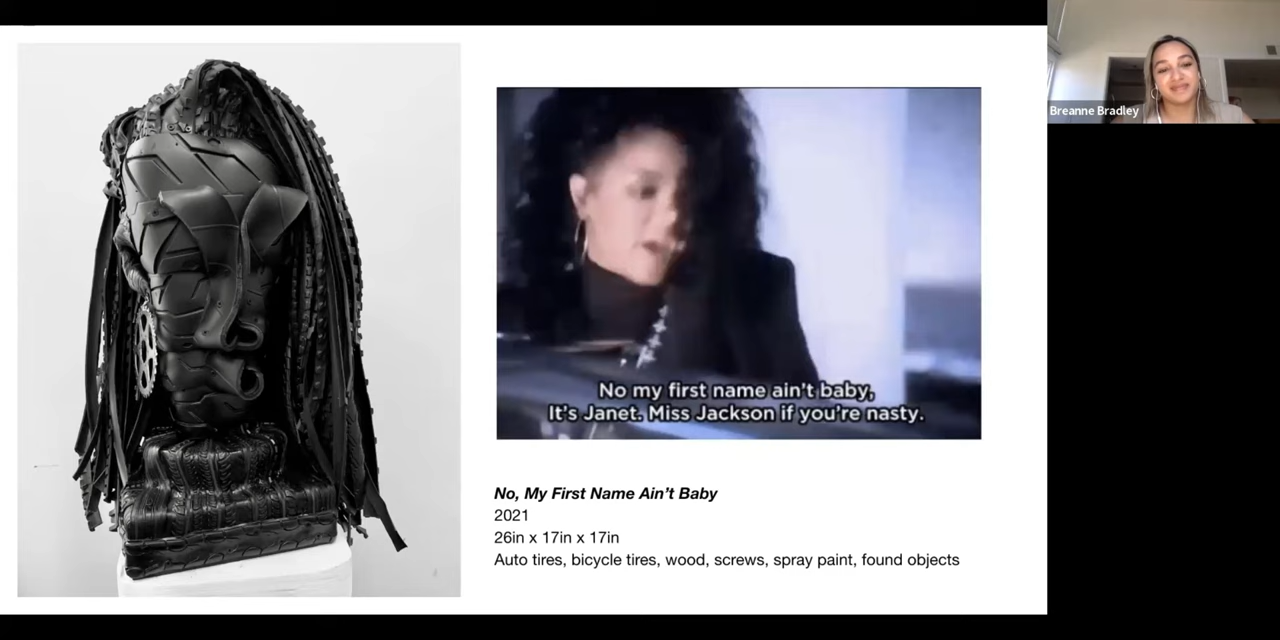 Breanne Bradley
No my first name ain't baby,
It's Janet. Miss Jackson if you're nasty.
No, My First Name Ain't Baby
2021
26in x 17in x 17in
Auto tires, bicycle tires, wood, screws, spray paint, found objects